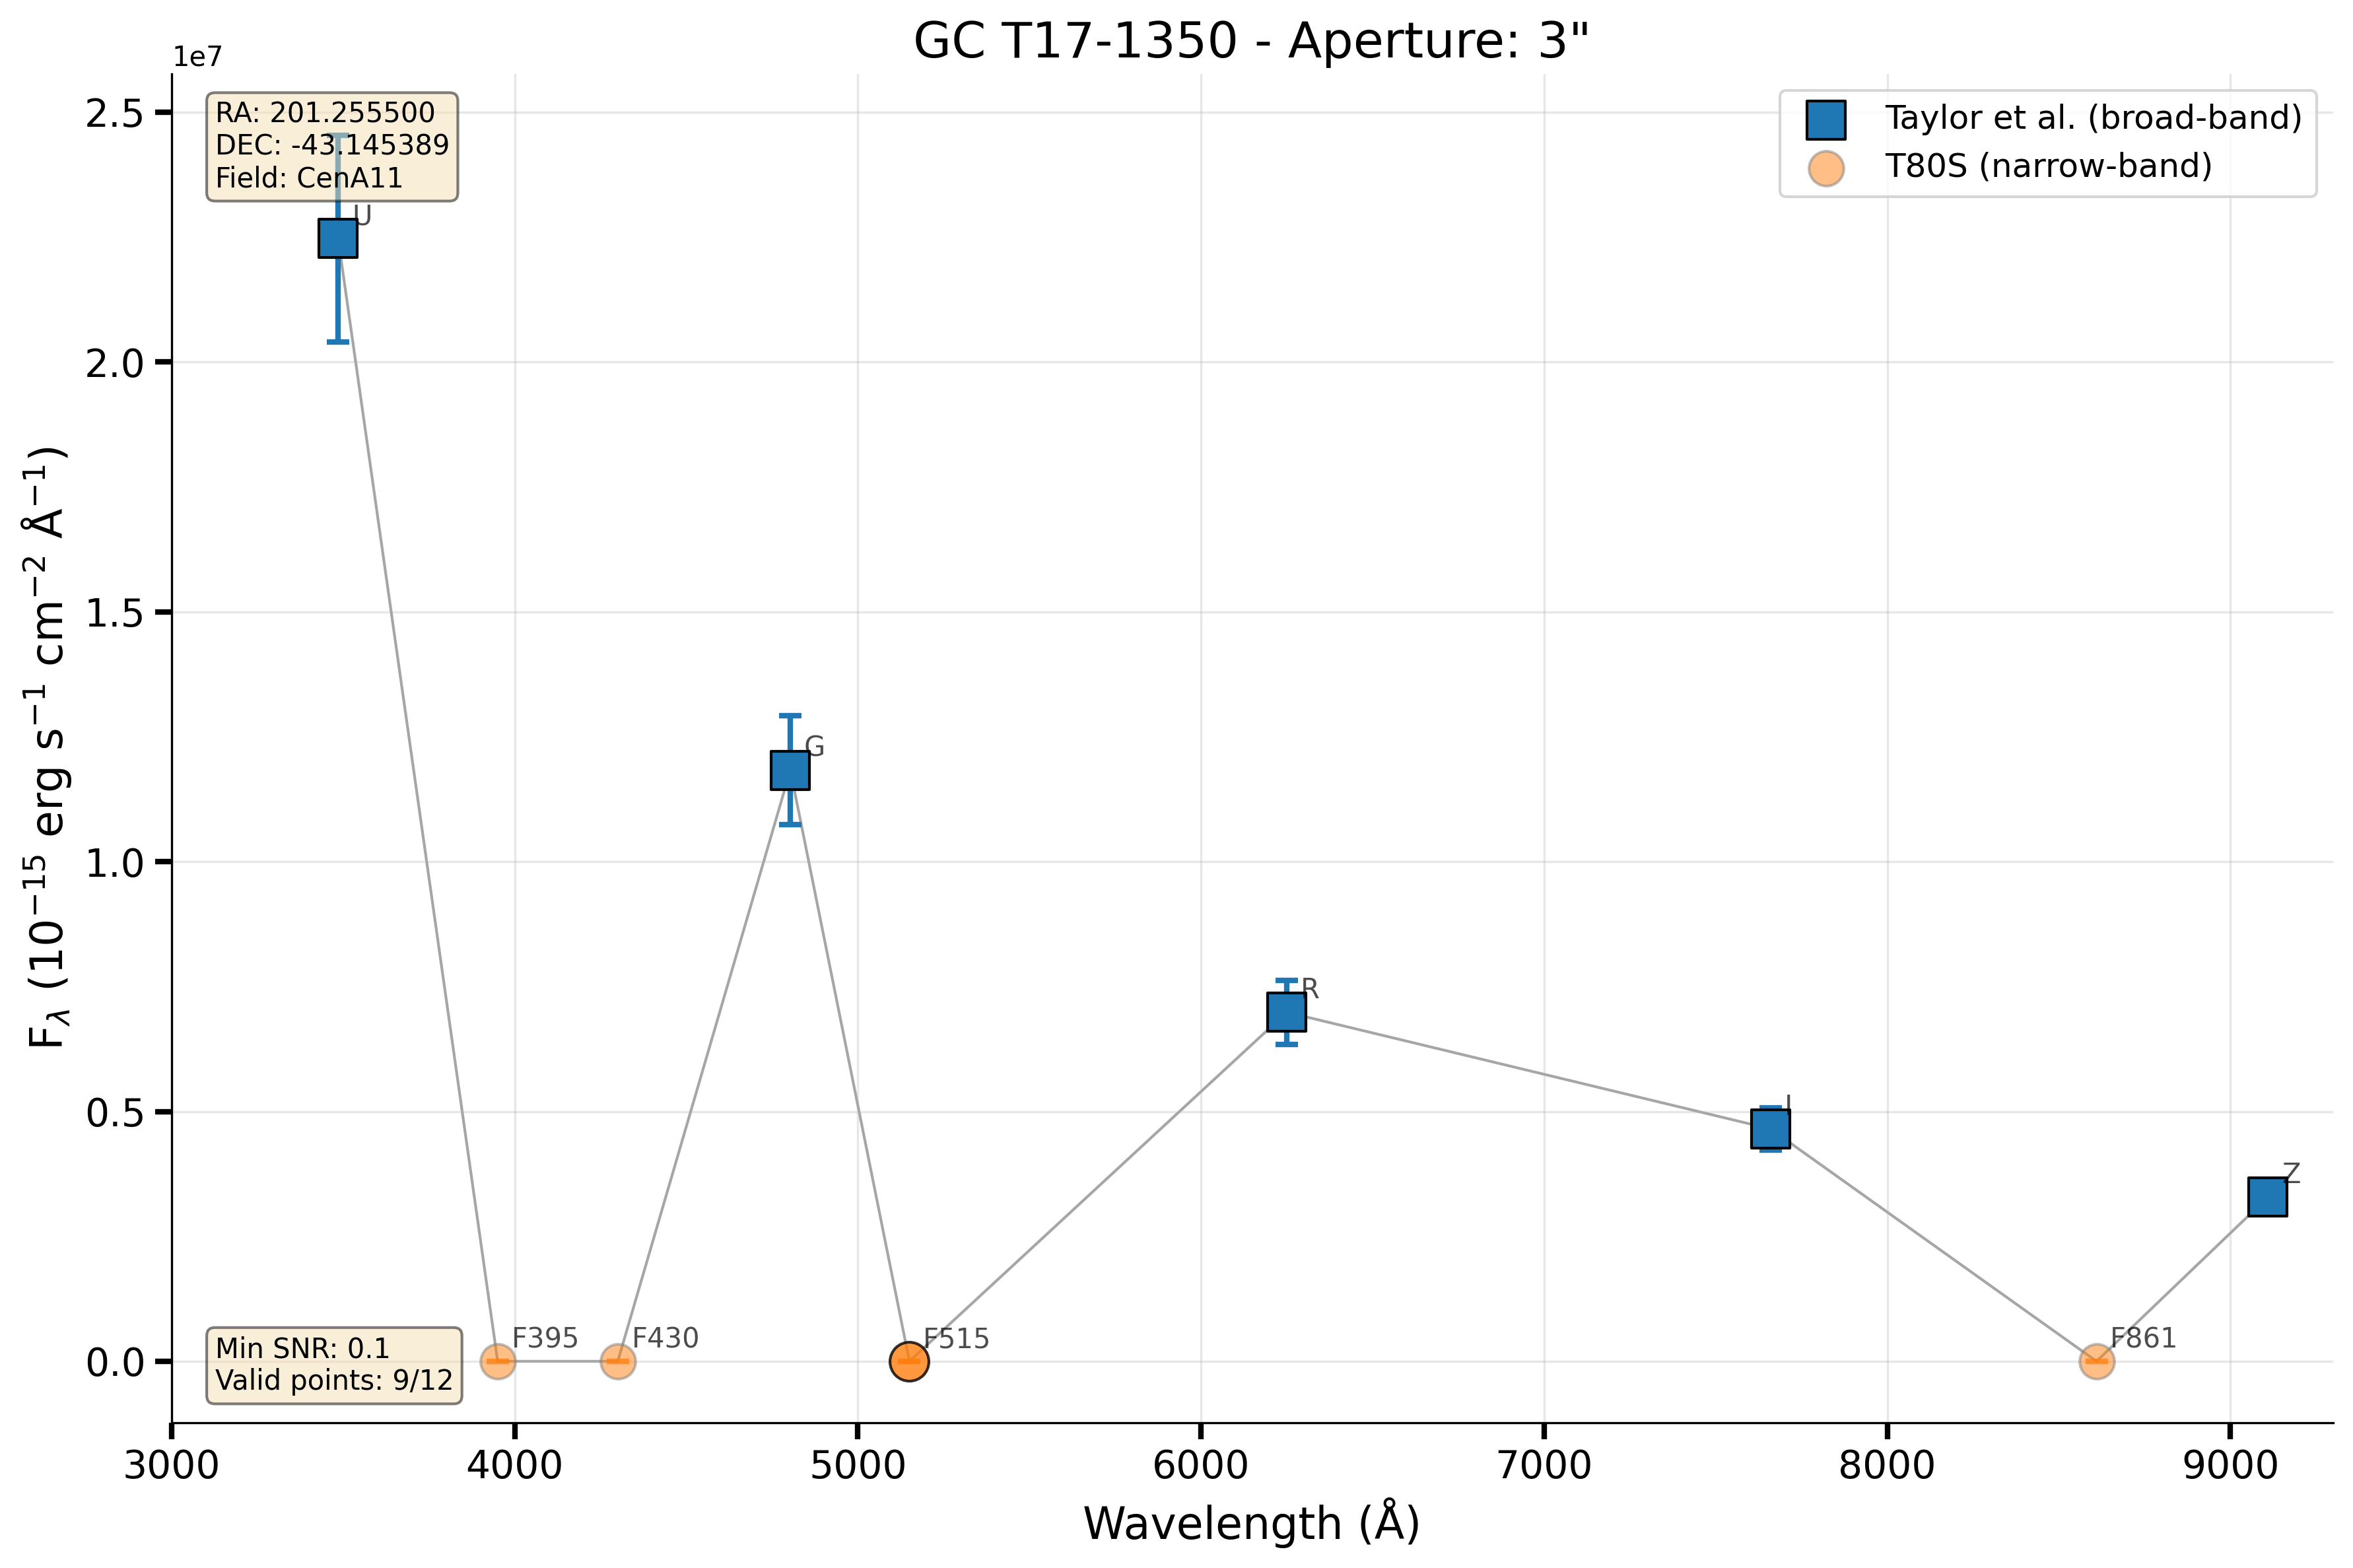 GC T17-1350 - Aperture: 3"
1e7
RA: 201.255500
DEC: -43.145389
Field: CenA11
Taylor et al. (broad-band)
T80S (narrow-band)
2.5
2.0
1.5
1.0
0.5
0.0
F_λ (10⁻¹⁵ erg s⁻¹ cm⁻² Å⁻¹)
U
G
R
I
Z
F395
F430
F515
F861
Min SNR: 0.1
Valid points: 9/12
3000 4000 5000 6000 7000 8000 9000
Wavelength (Å)